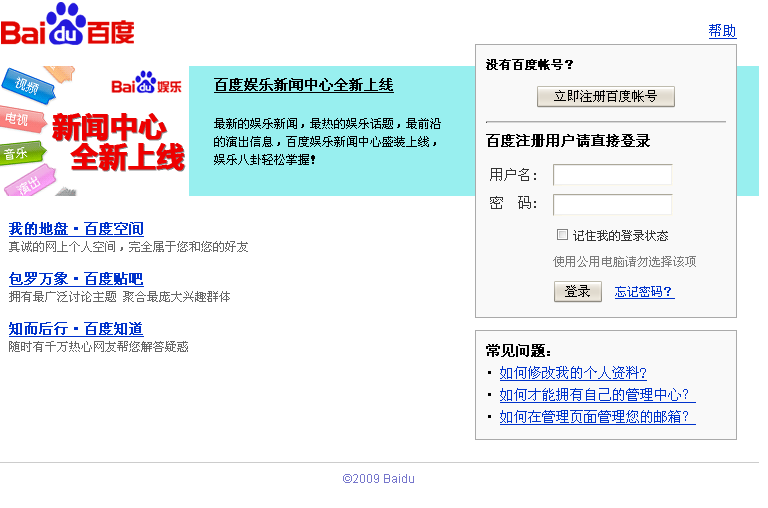 Bai du 百度
帮助
视频
电视
音乐
演出
Bai du 娱乐
新闻中心
全新上线
百度娱乐新闻中心全新上线
最新的娱乐新闻，最热的娱乐话题，最前沿
的演出信息，百度娱乐新闻中心盛装上线，
娱乐八卦轻松掌握!
我的地盘·百度空间
真诚的网上个人空间，完全属于您和您的好友
包罗万象·百度贴吧
拥有最广泛讨论主题 聚合最庞大兴趣群体
知而后行·百度知道
随时有千万热心网友帮您解答疑惑
没有百度帐号？
立即注册百度帐号
百度注册用户请直接登录
用户名：
密 码：
记住我的登录状态
使用公用电脑请勿选择该项
登录 忘记密码？
常见问题：
· 如何修改我的个人资料?
· 如何才能拥有自己的管理中心？
· 如何在管理页面管理您的邮箱？
©2009 Baidu